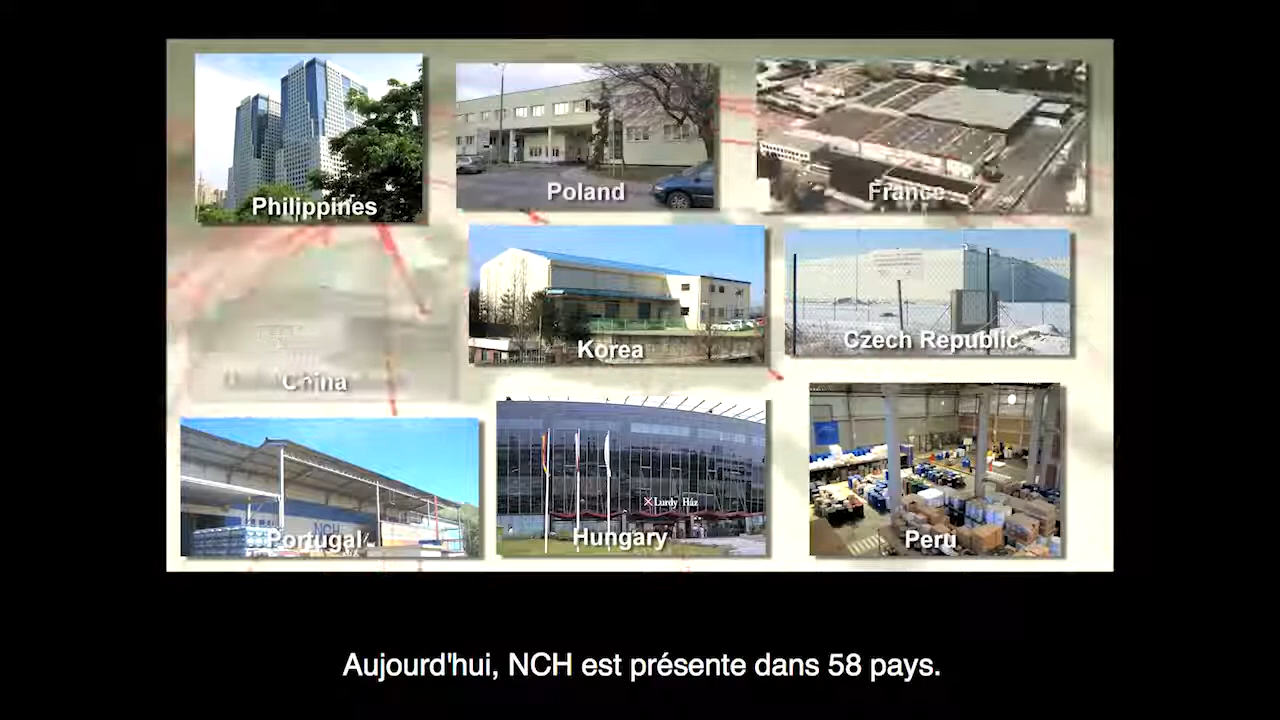 Philippines
Poland
France
Korea
Czech Republic
China
NCH
Portugal
Lurdy Ház
Hungary
Peru
Aujourd'hui, NCH est présente dans 58 pays.